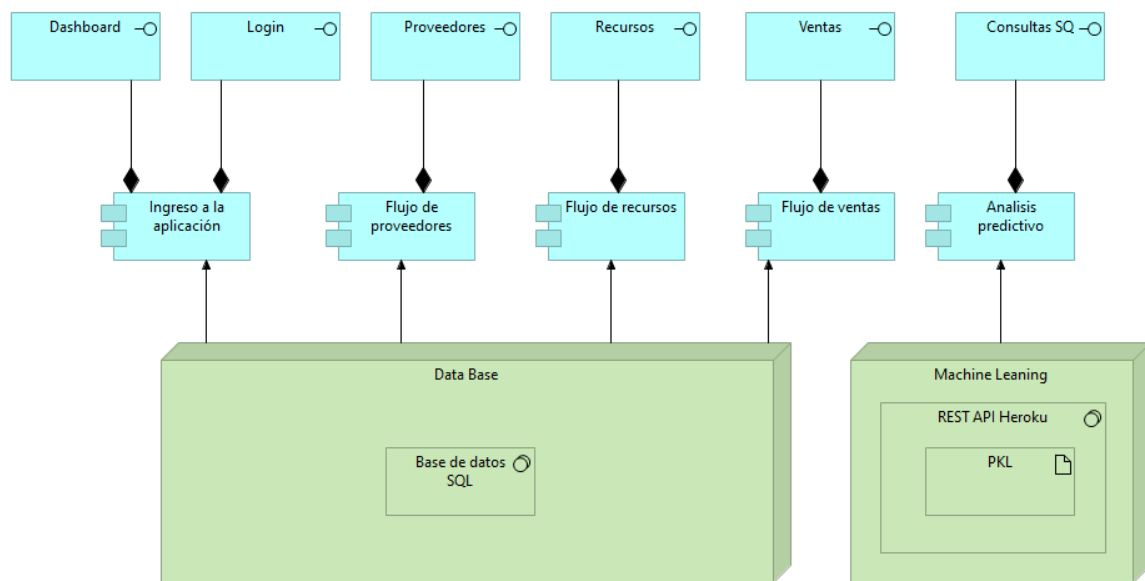 Dashboard
Login
Proveedores
Recursos
Ventas
Consultas SQ
Ingreso a la
aplicación
Flujo de
proveedores
Flujo de recursos
Flujo de ventas
Analisis
predictivo
Data Base
Base de datos
SQL
Machine Leaning
REST API Heroku
PKL